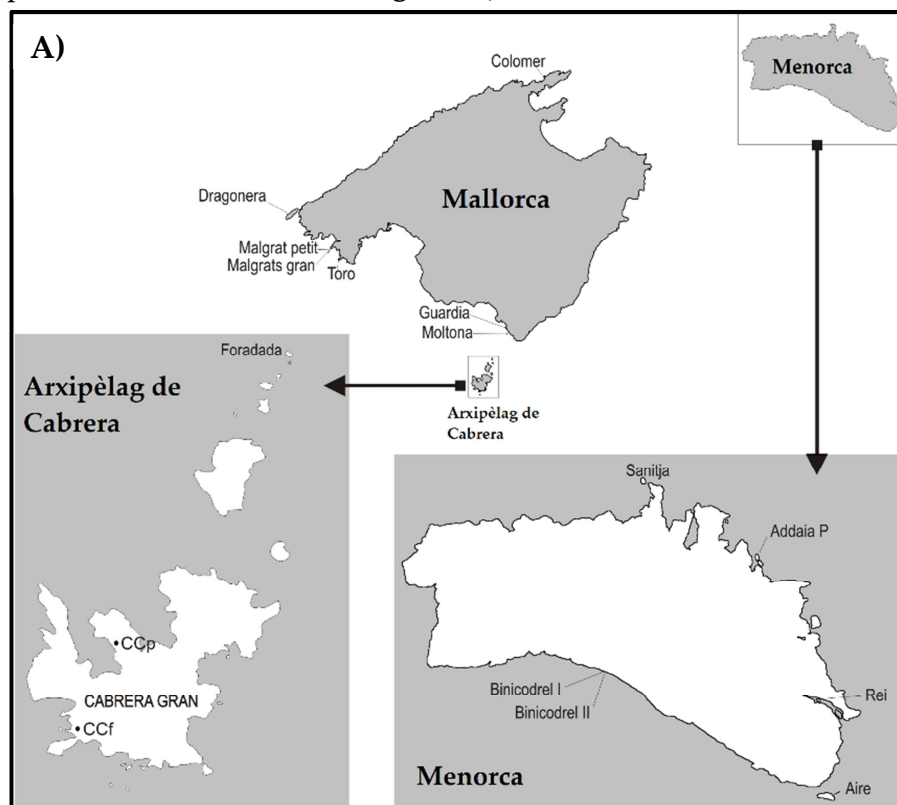 A)
Colomer
Menorca
Dragonera
Mallorca
Malgrat petit
Malgrats gran
Toro
Guardia
Moltona
Foradada
Arxipèlag de
Cabrera
Arxipèlag de
Cabrera
Sanitja
Addaia P
CCp
CABRERA GRAN
CCf
Binicodrel I
Binicodrel II
Rei
Menorca
Aire